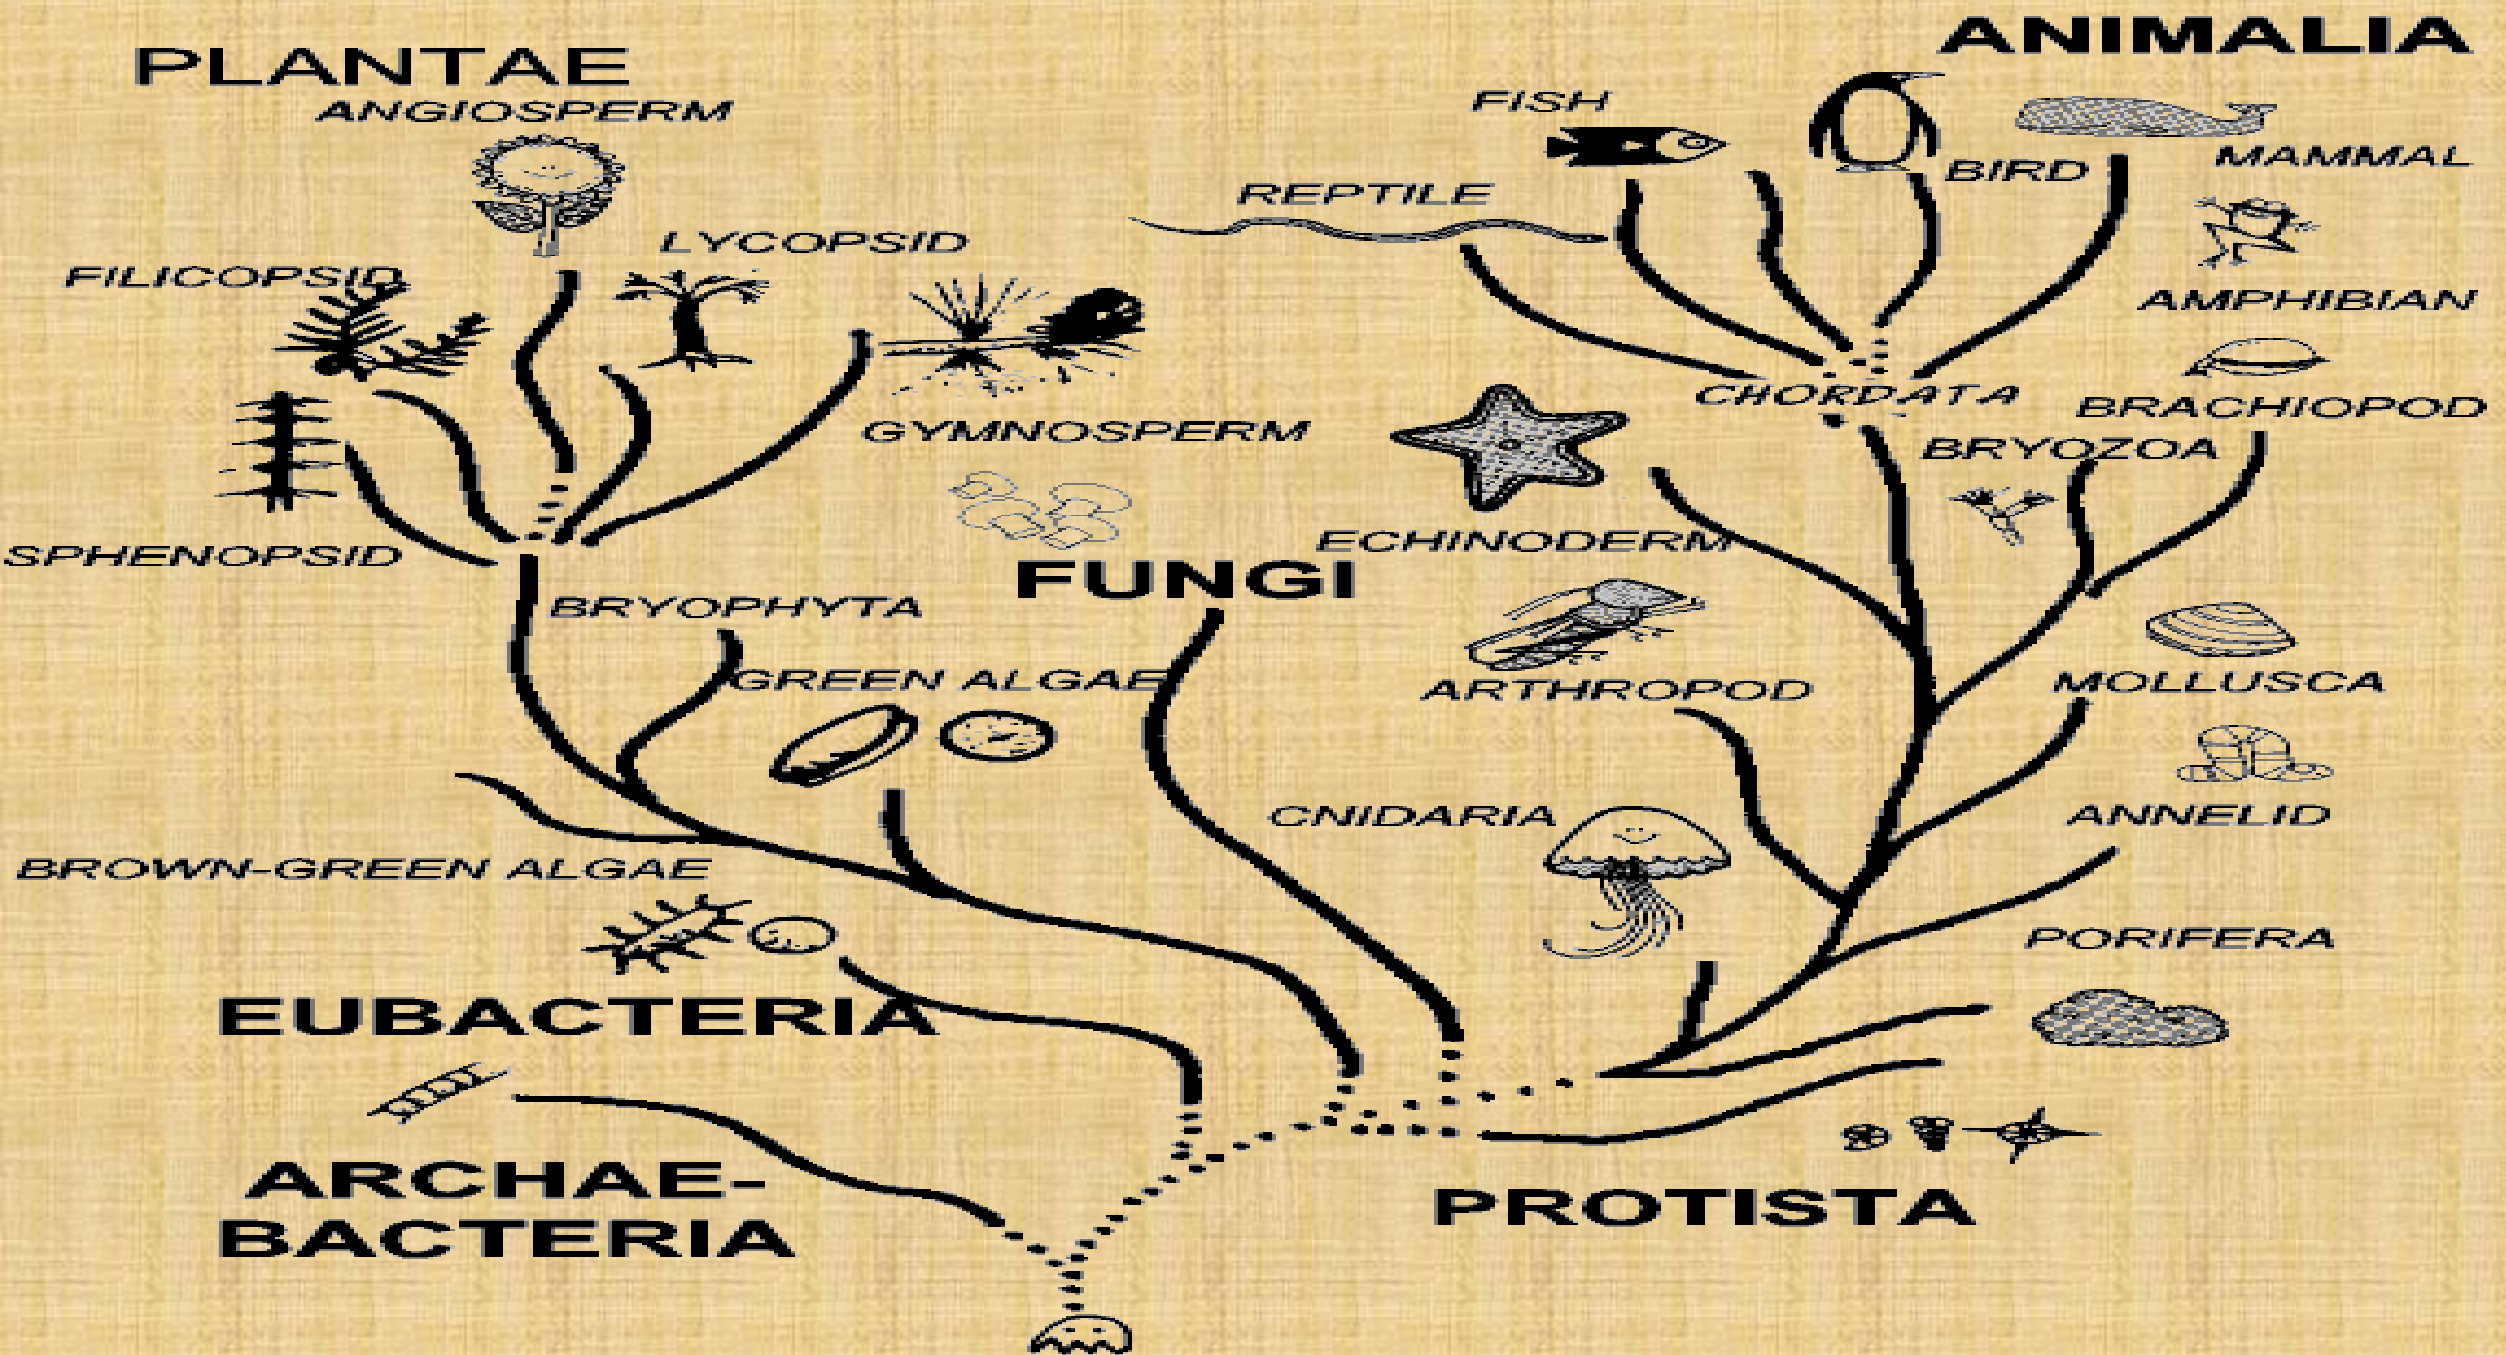 PLANTAE
ANGIOSPERM
LYCOPSID
FILICOPSID
GYMNOSPERM
SPHENOPSID
BRYOPHYTA
GREEN ALGAE
BROWN-GREEN ALGAE
EUBACTERIA
ARCHAE-
BACTERIA
FUNGI
ANIMALIA
FISH
BIRD
MAMMAL
REPTILE
AMPHIBIAN
CHORDATA
BRACHIOPOD
BRYOZOA
ECHINODERM
ARTHROPOD
MOLLUSCA
CNIDARIA
ANNELID
PORIFERA
PROTISTA